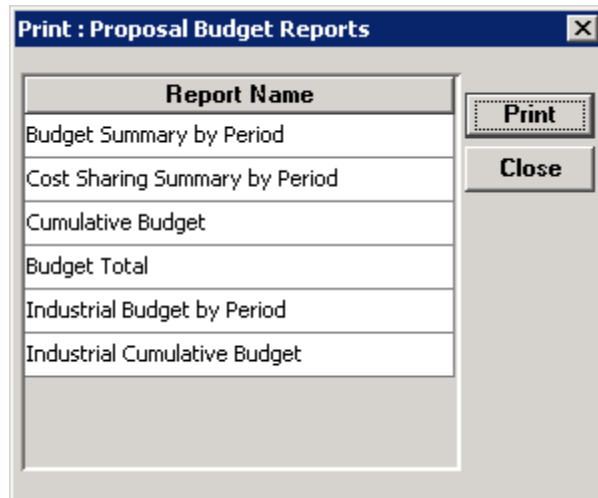 Print : Proposal Budget Reports
Report Name
Budget Summary by Period
Cost Sharing Summary by Period
Cumulative Budget
Budget Total
Industrial Budget by Period
Industrial Cumulative Budget
Print
Close